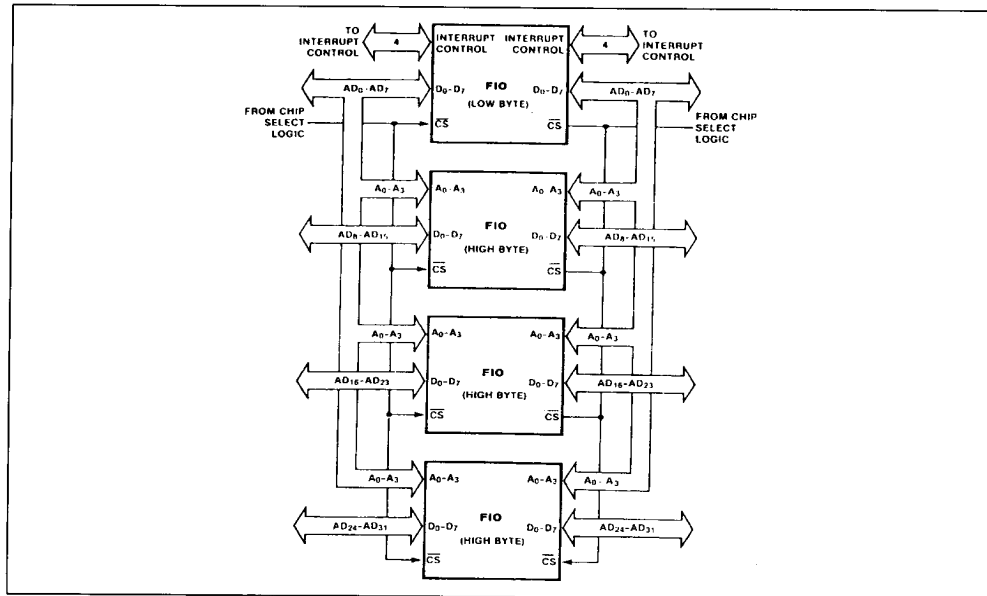 TO
INTERRUPT
CONTROL
4
INTERRUPT INTERRUPT
CONTROL CONTROL
4
TO
INTERRUPT
CONTROL
AD0-AD7
D0-D7
FIO
(LOW BYTE)
D0-D7
AD0-AD7
FROM CHIP
SELECT
LOGIC
CS
CS
FROM CHIP
SELECT
LOGIC
A0-A3
A0-A3
FIO
A0-A3
A0-A3
AD8-AD15
D0-D7
(HIGH BYTE)
D0-D7
AD8-AD15
CS
CS
A0-A3
A0-A3
FIO
A0-A3
A0-A3
AD16-AD23
D0-D7
(HIGH BYTE)
D0-D7
AD16-AD23
CS
CS
A0-A3
A0-A3
FIO
A0-A3
A0-A3
AD24-AD31
D0-D7
(HIGH BYTE)
D0-D7
AD24-AD31
CS
CS